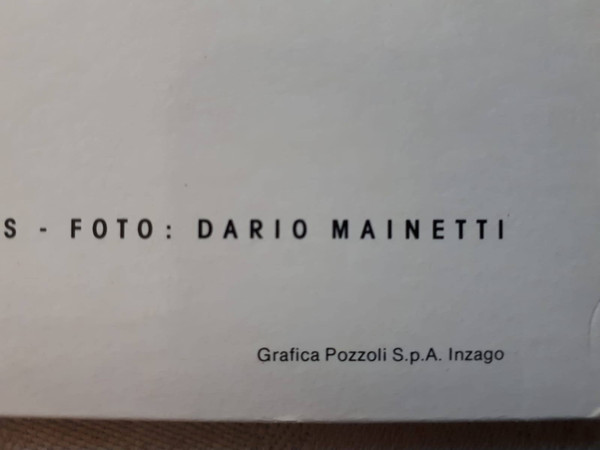 S - FOTO: DARIO MAINETTI
Grafica Pozzoli S.p.A. Inzago